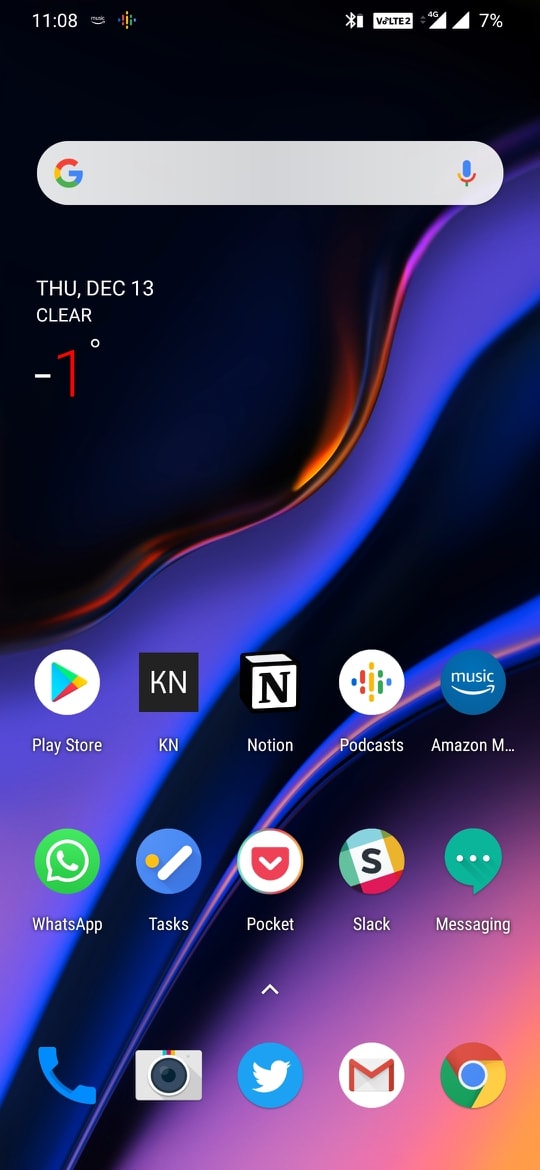 11:08 music VoLTE2 4G 7%
THU, DEC 13
CLEAR
-1°
KN N music
Play Store KN Notion Podcasts Amazon M...
S
WhatsApp Tasks Pocket Slack Messaging